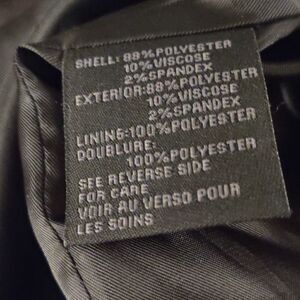 SHELL: 88%POLYESTER
10%VISCOSE
2%SPANDEX
EXTERIOR:88%POLYESTER
10%VISCOSE
2%SPANDEX
LINING:100%POLYESTER
DOUBLURE:
100%POLYESTER
SEE REVERSE SIDE
FOR CARE
VOIR AU VERSO POUR
LES SOINS